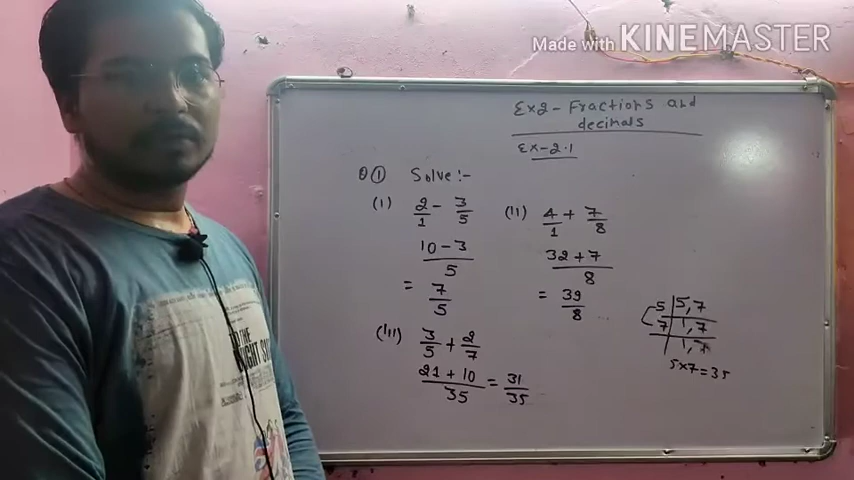 Made with KINEMASTER
Ex2-Fractions and
decimals
Ex-2.1
Q① Solve:-
(i) 2/1 - 3/5
10-3/5
= 7/5
(ii) 4/1 + 7/8
32+7/8
= 39/8
(iii) 3/5 + 2/7
21+10/35 = 31/35
5 | 5,7
7 | 1,7
1,7
5x7=35
THE